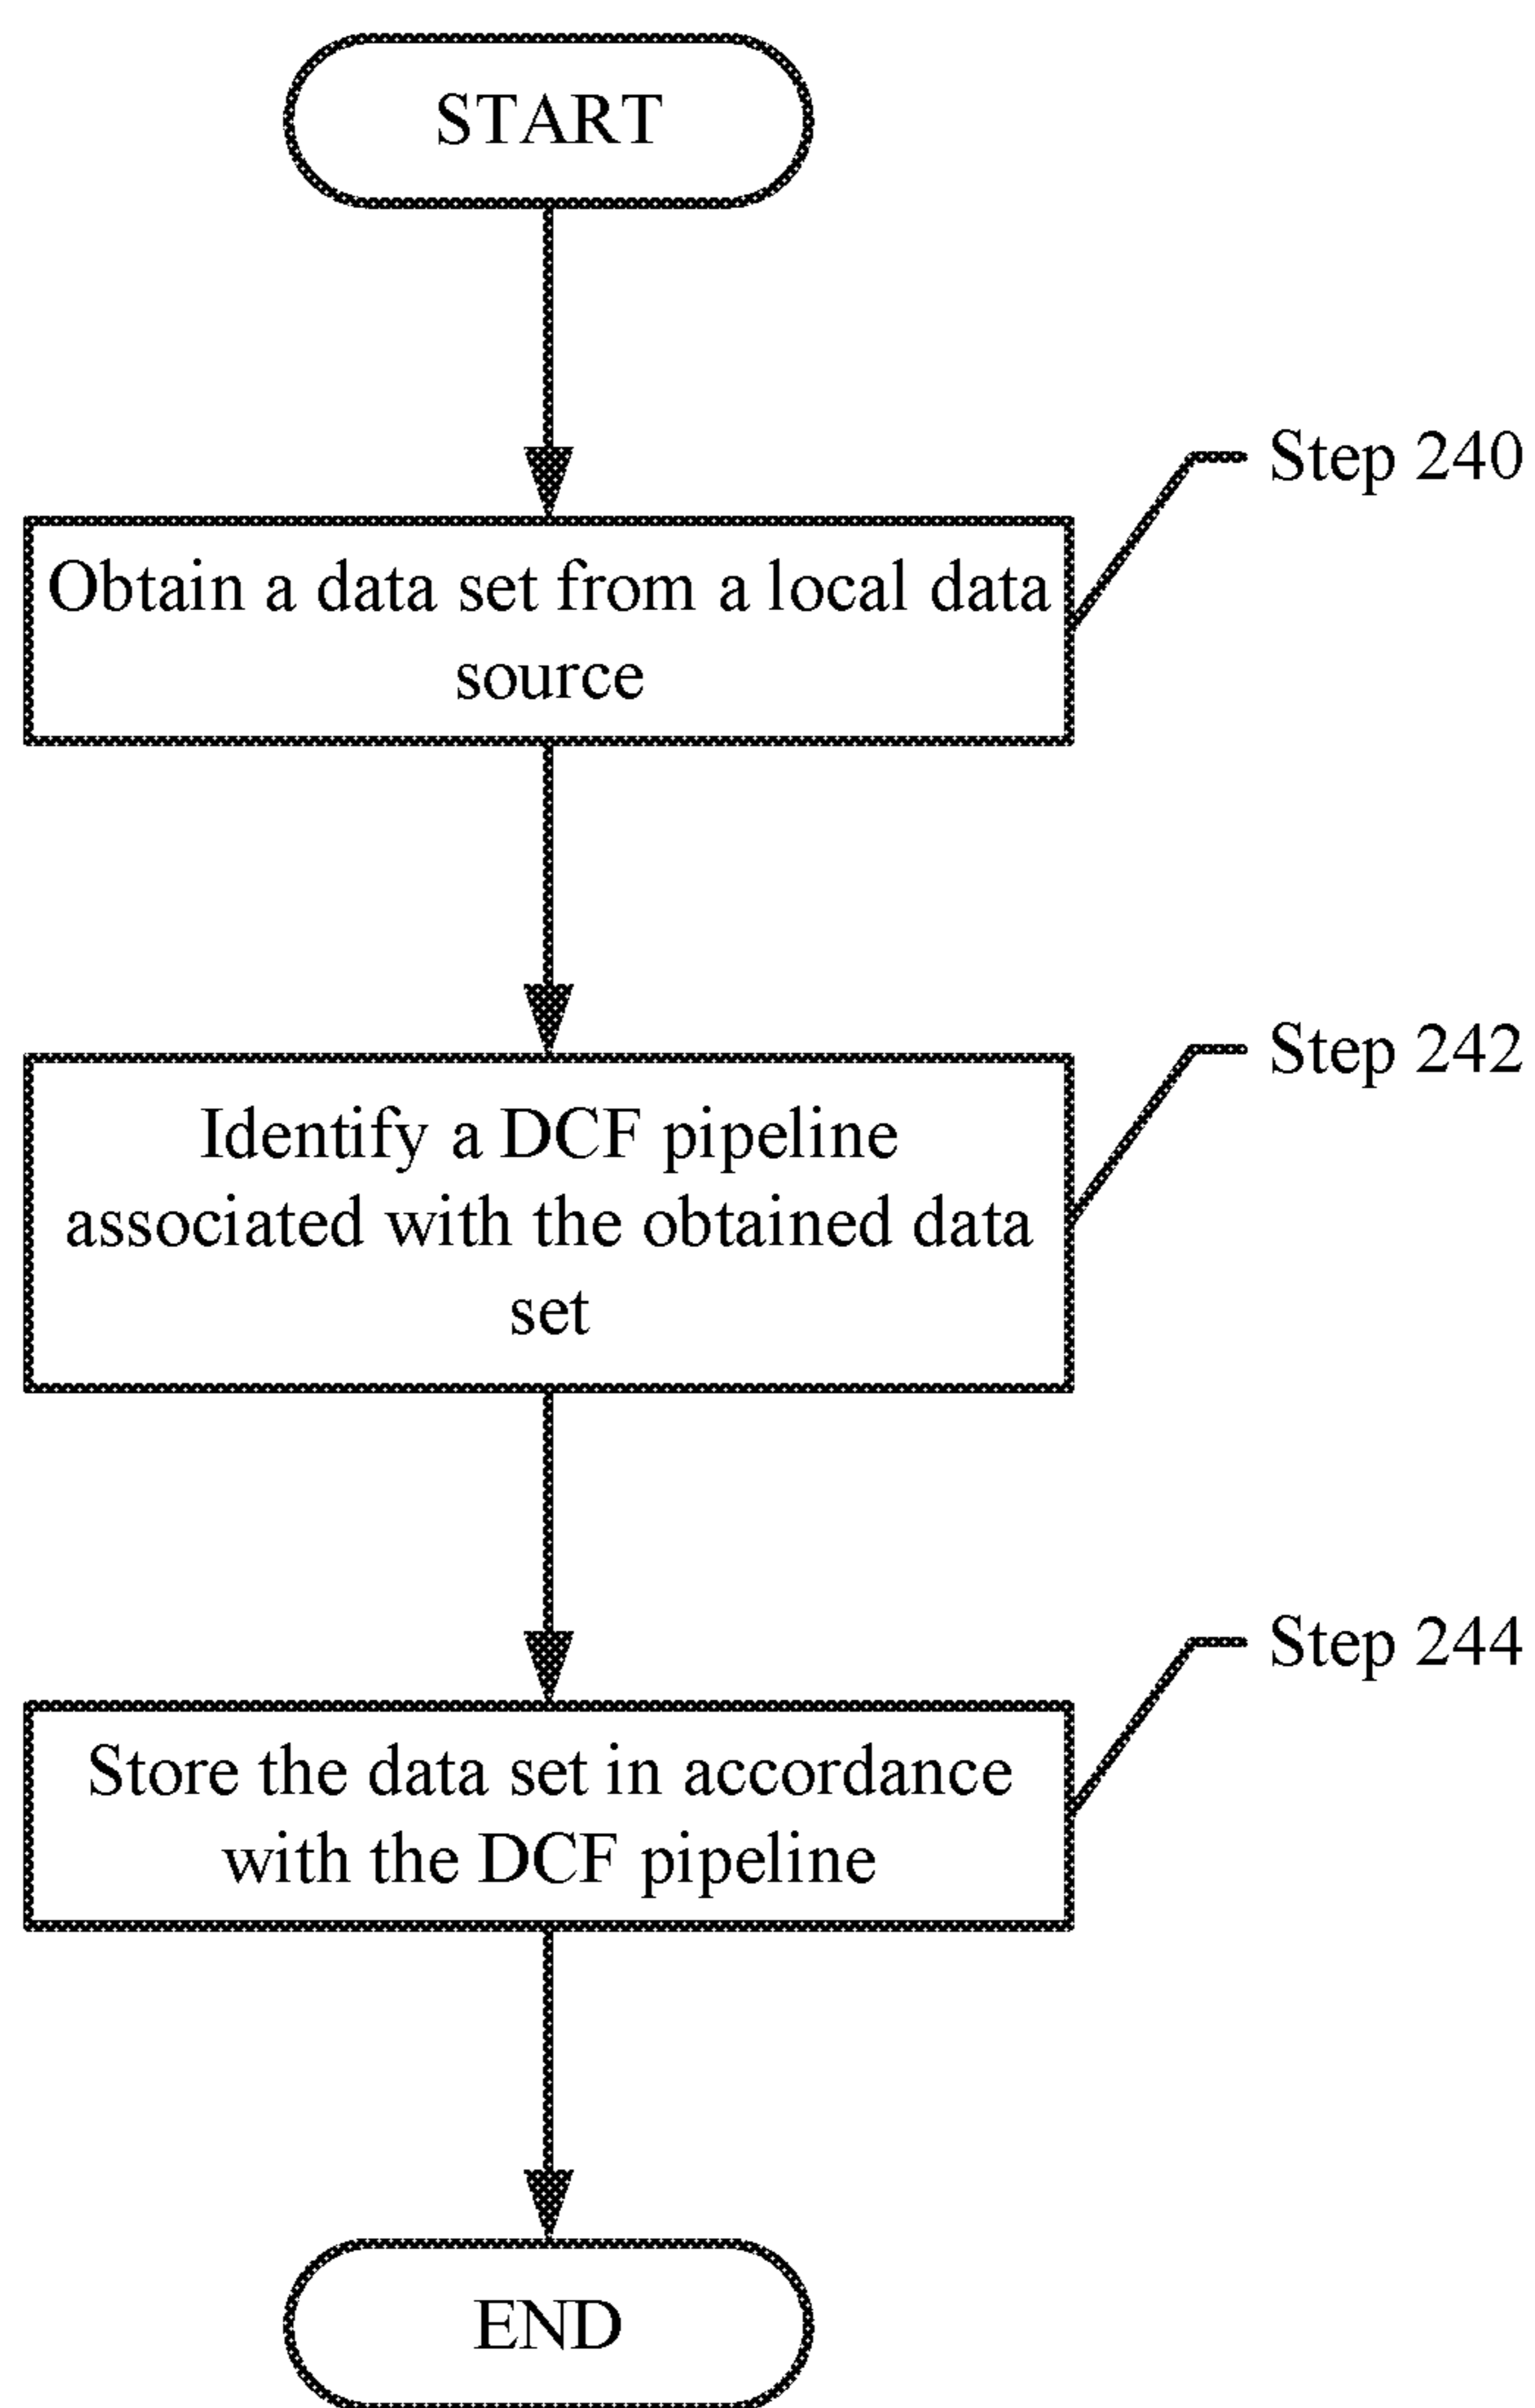 START
Step 240
Obtain a data set from a local data
source
Step 242
Identify a DCF pipeline
associated with the obtained data
set
Step 244
Store the data set in accordance
with the DCF pipeline
END